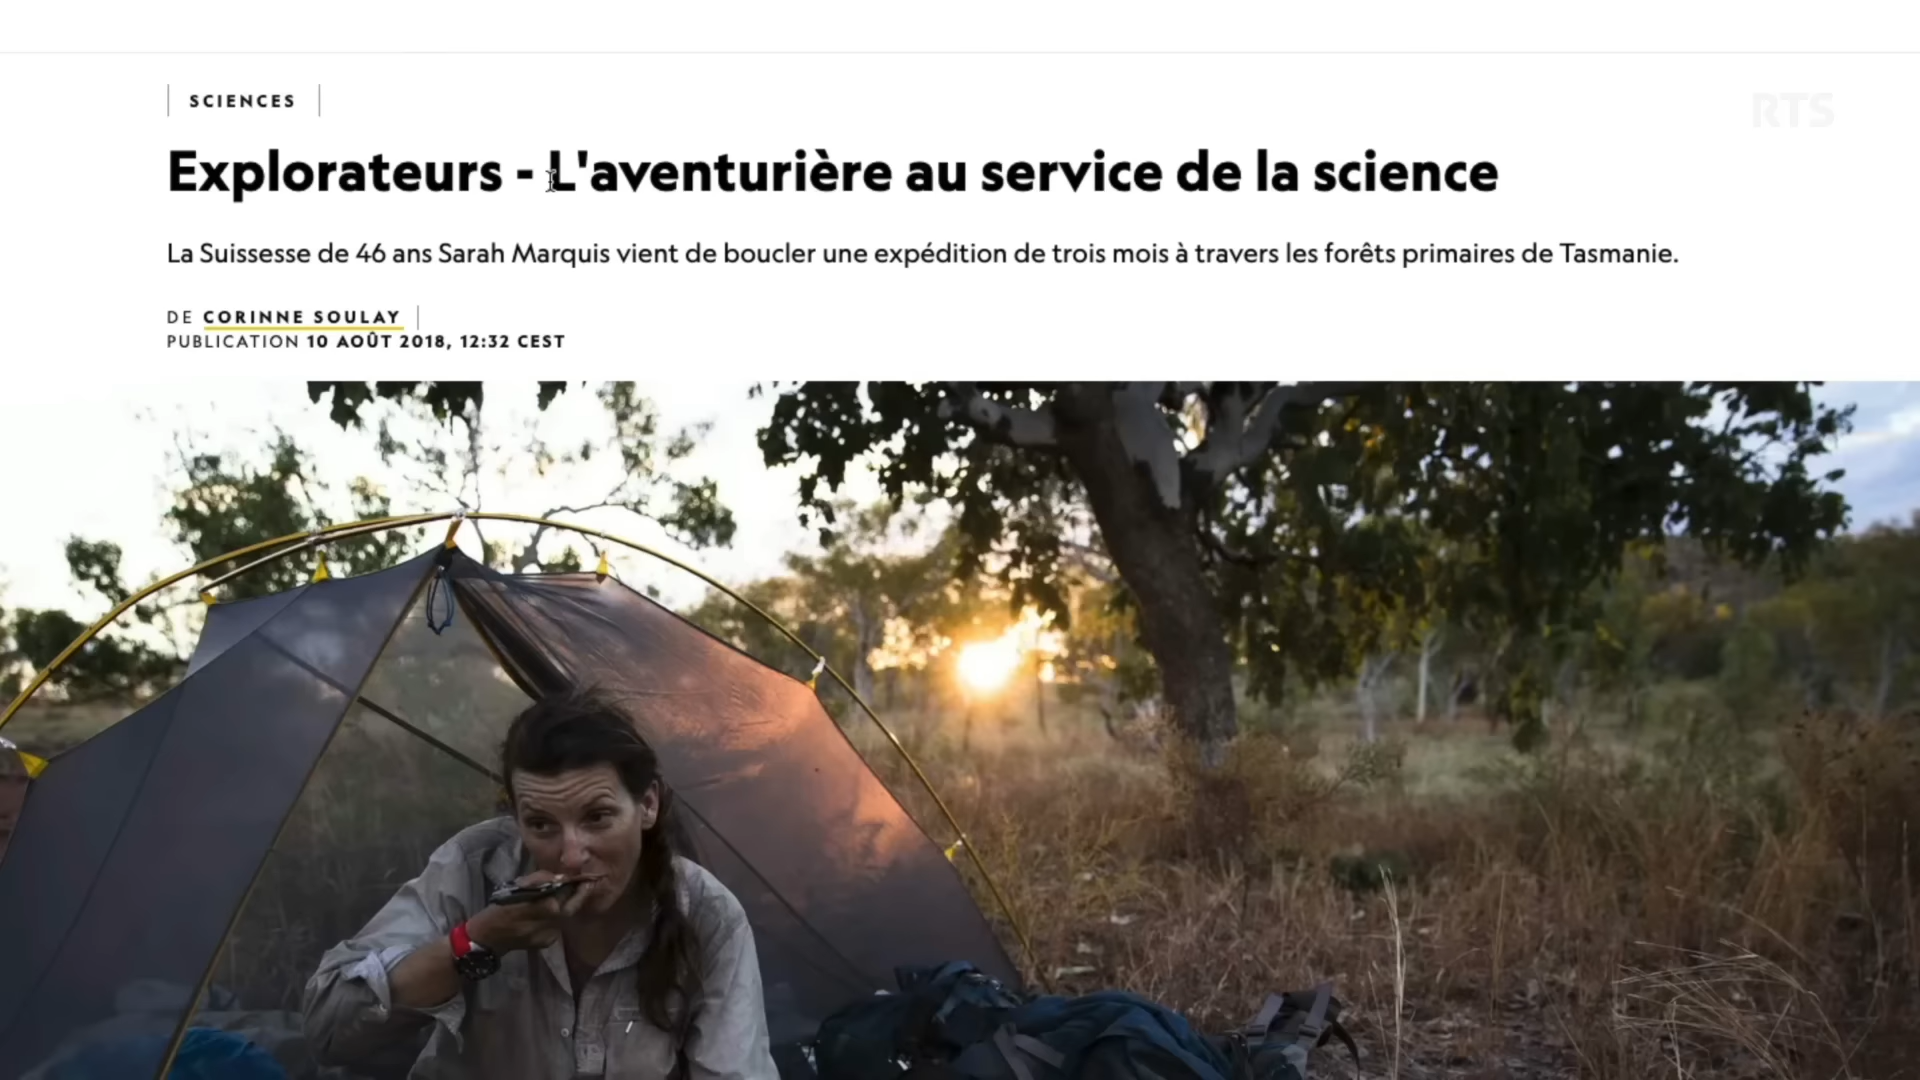 SCIENCES
RTS
Explorateurs - L'aventurière au service de la science
La Suissesse de 46 ans Sarah Marquis vient de boucler une expédition de trois mois à travers les forêts primaires de Tasmanie.
DE CORINNE SOULAY
PUBLICATION 10 AOÛT 2018, 12:32 CEST